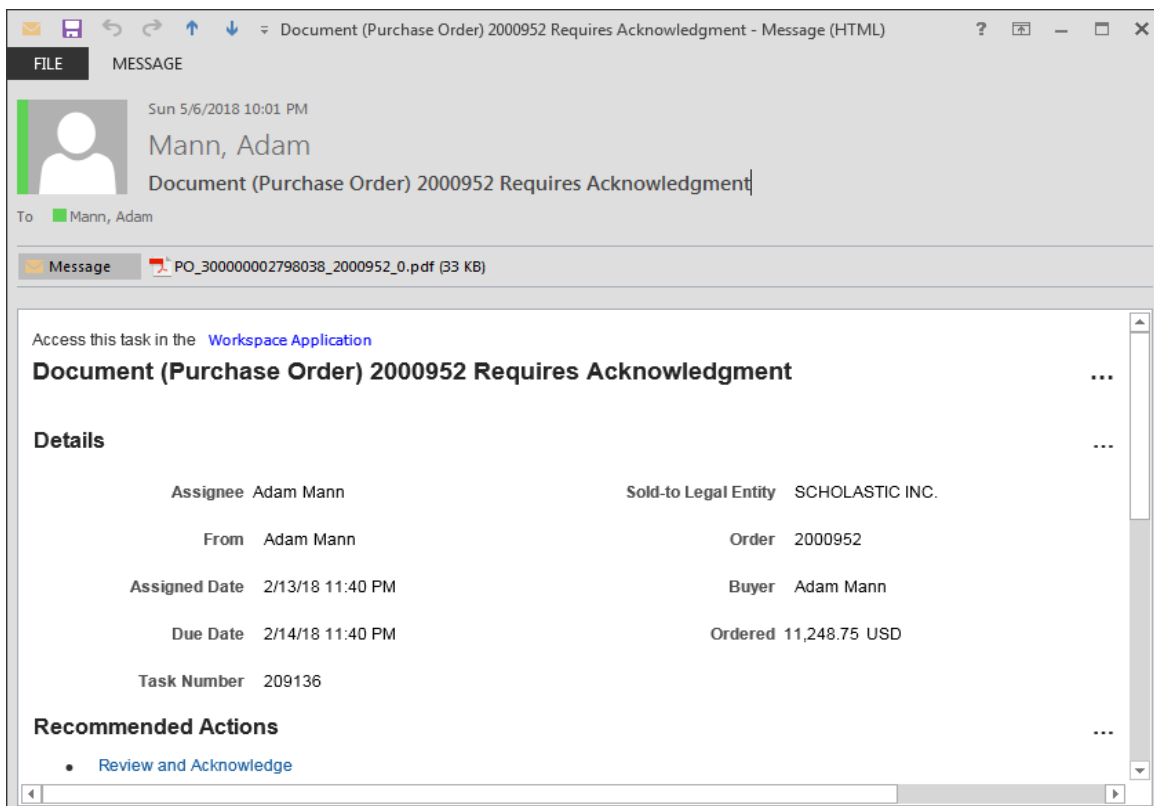 Document (Purchase Order) 2000952 Requires Acknowledgment - Message (HTML) ?
FILE MESSAGE
Sun 5/6/2018 10:01 PM
Mann, Adam
Document (Purchase Order) 2000952 Requires Acknowledgment
To Mann, Adam
Message PO_300000002798038_2000952_0.pdf (33 KB)
Access this task in the Workspace Application
Document (Purchase Order) 2000952 Requires Acknowledgment ...
Details ...
Assignee Adam Mann Sold-to Legal Entity SCHOLASTIC INC.
From Adam Mann Order 2000952
Assigned Date 2/13/18 11:40 PM Buyer Adam Mann
Due Date 2/14/18 11:40 PM Ordered 11,248.75 USD
Task Number 209136
Recommended Actions ...
• Review and Acknowledge